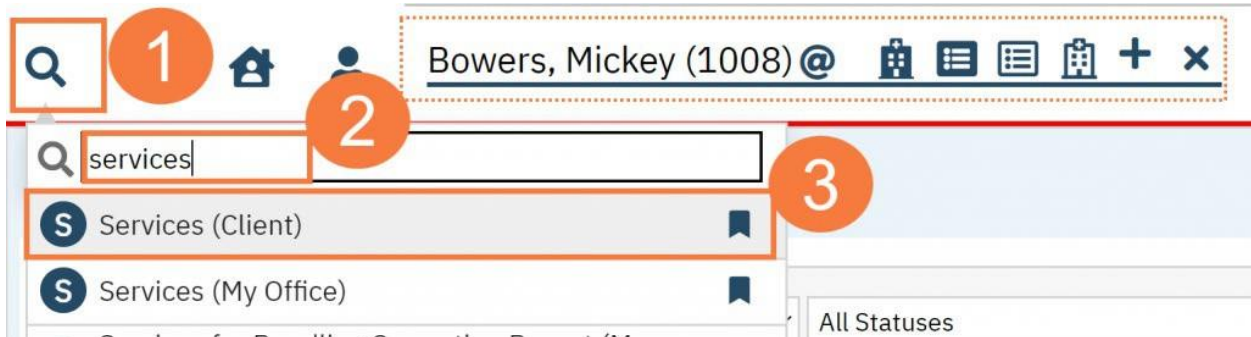 1
Bowers, Mickey (1008) @
2
services
3
S Services (Client)
S Services (My Office)
All Statuses